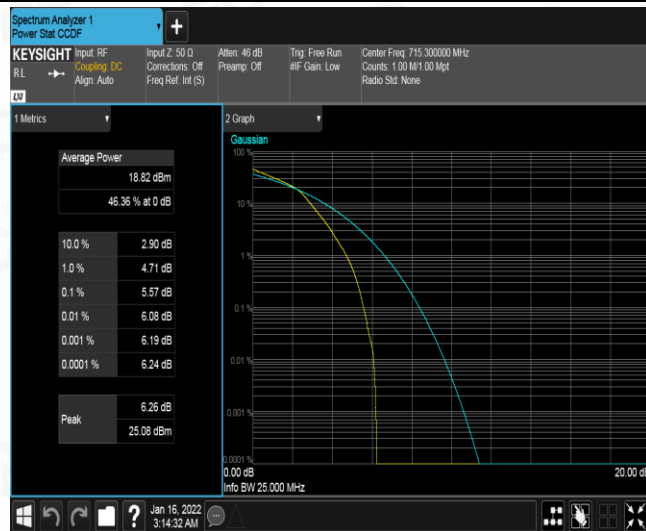 Spectrum Analyzer 1
Power Stat CCDF
+
KEYSIGHT
R L
LXI
Input: RF
Coupling: DC
Align: Auto
Input Z: 50 Ω
Corrections: Off
Freq Ref: Int (S)
Atten: 46 dB
Preamp: Off
Trig: Free Run
#IF Gain: Low
Center Freq: 715.300000 MHz
Counts: 1.00 M/1.00 Mpt
Radio Std: None
1 Metrics
Average Power
18.82 dBm
46.36 % at 0 dB
10.0 % 2.90 dB
1.0 % 4.71 dB
0.1 % 5.57 dB
0.01 % 6.08 dB
0.001 % 6.19 dB
0.0001 % 6.24 dB
Peak
6.26 dB
25.08 dBm
2 Graph
Gaussian
100 %
10 %
1 %
0.1 %
0.01 %
0.001 %
0.0001 %
0.00 dB
20.00 d
Info BW 25.000 MHz
?
Jan 16, 2022
3:14:32 AM